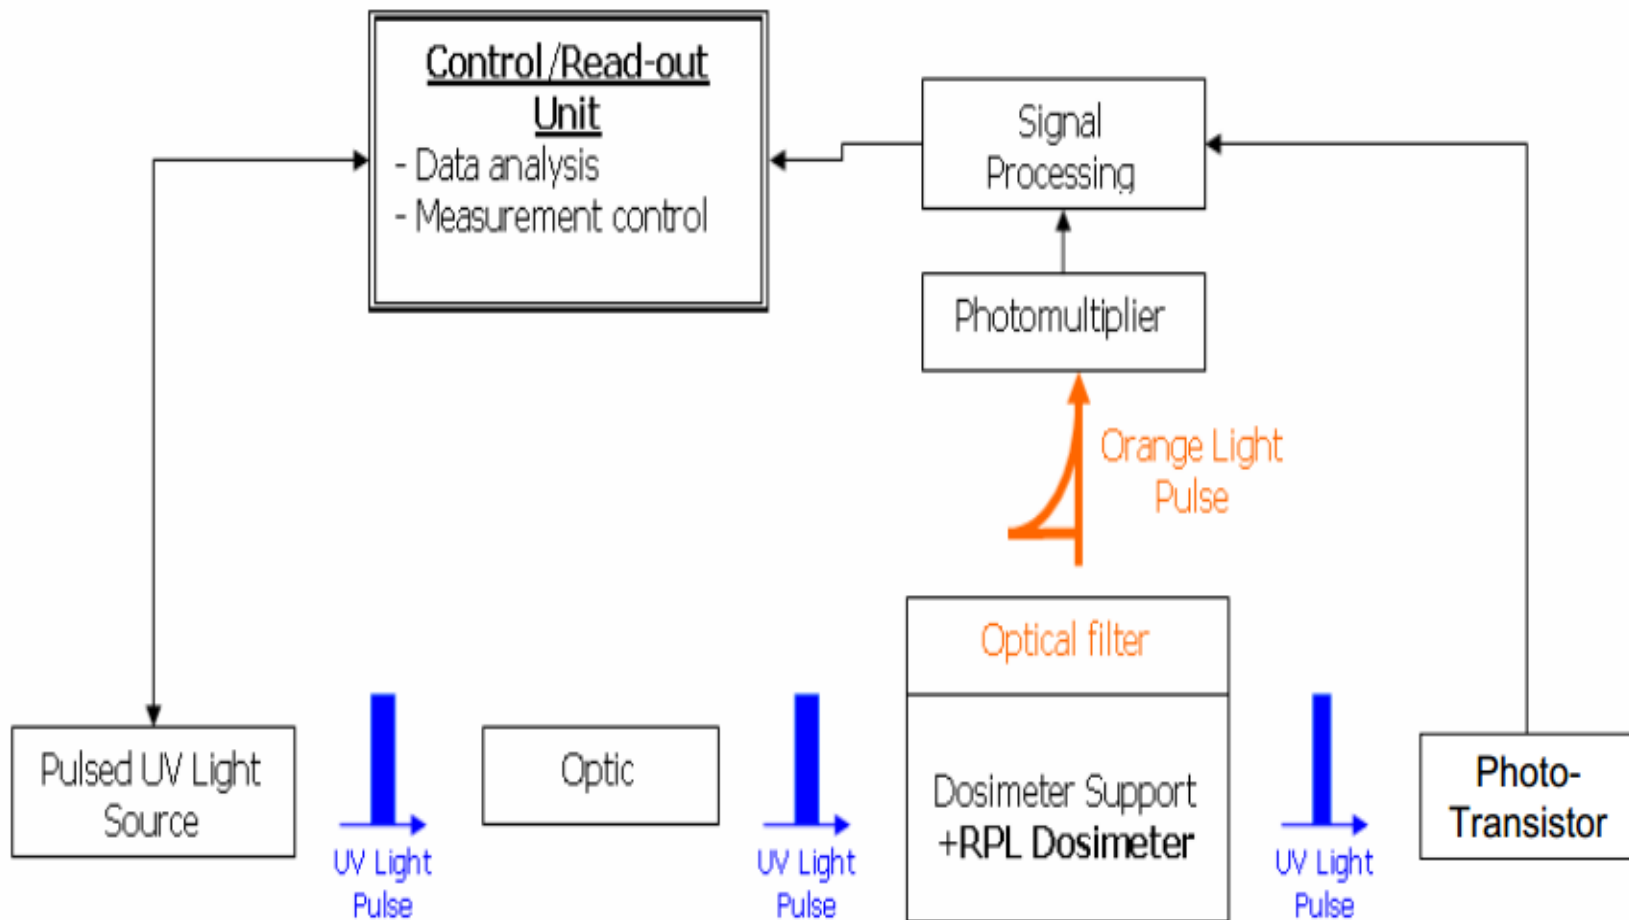 Control/Read-out
Unit
- Data analysis
- Measurement control
Signal
Processing
Photomultiplier
Orange Light
Pulse
Optical filter
Pulsed UV Light
Source
UV Light
Pulse
Optic
UV Light
Pulse
Dosimeter Support
+RPL Dosimeter
UV Light
Pulse
Photo-
Transistor